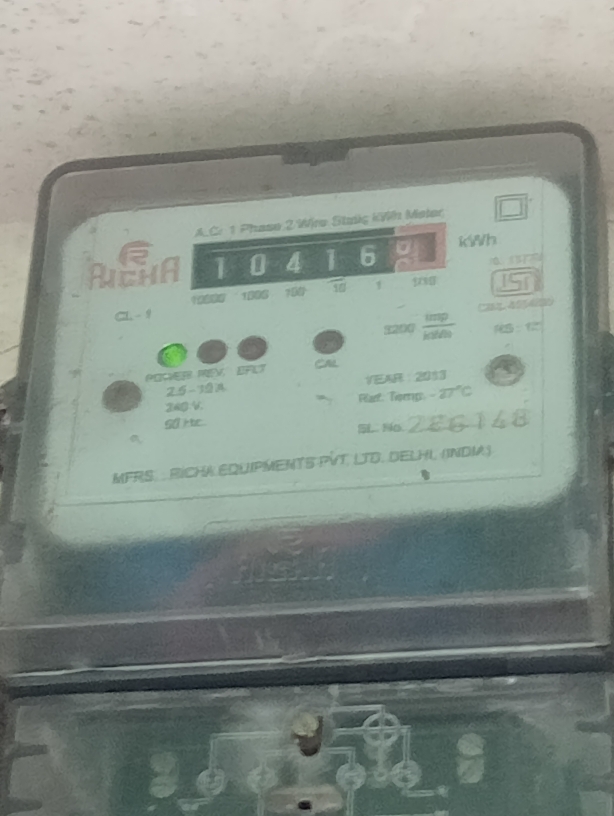 A.C. 1 Phase 2 Wire Static kWh Meter
RICHA
1 0 4 1 6
kWh
10000 1000 100 10 1 1/10
CL - 1
3200 imp/kWh
POWER REV. EFLT CAL
2.5 - 10 A
240 V.
50 Hz.
YEAR : 2013
Ref. Temp. - 27°C
SL. No. 286148
MFRS. : RICHA EQUIPMENTS PVT. LTD. DELHI, (INDIA)
RICHA